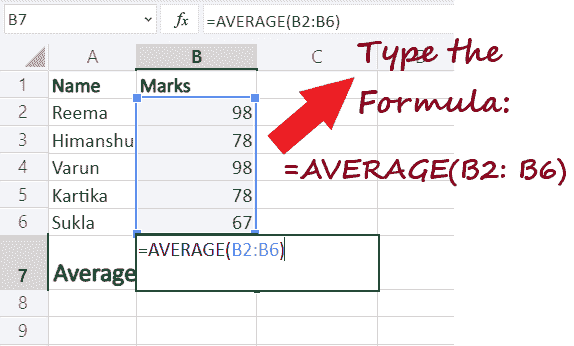 B7 fx =AVERAGE(B2:B6)
A B C
1 Name Marks
2 Reema 98
3 Himanshu 78
4 Varun 98
5 Kartika 78
6 Sukla 67
7 Average =AVERAGE(B2:B6)
8
9
Type the
Formula:
=AVERAGE(B2: B6)